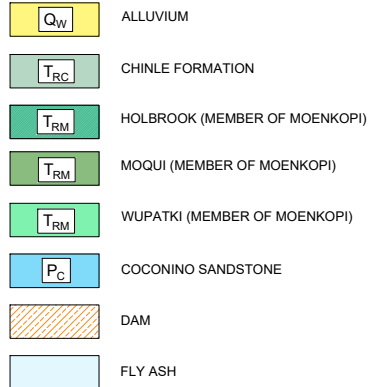 Qw ALLUVIUM
TRC CHINLE FORMATION
TRM HOLBROOK (MEMBER OF MOENKOPI)
TRM MOQUI (MEMBER OF MOENKOPI)
TRM WUPATKI (MEMBER OF MOENKOPI)
PC COCONINO SANDSTONE
DAM
FLY ASH